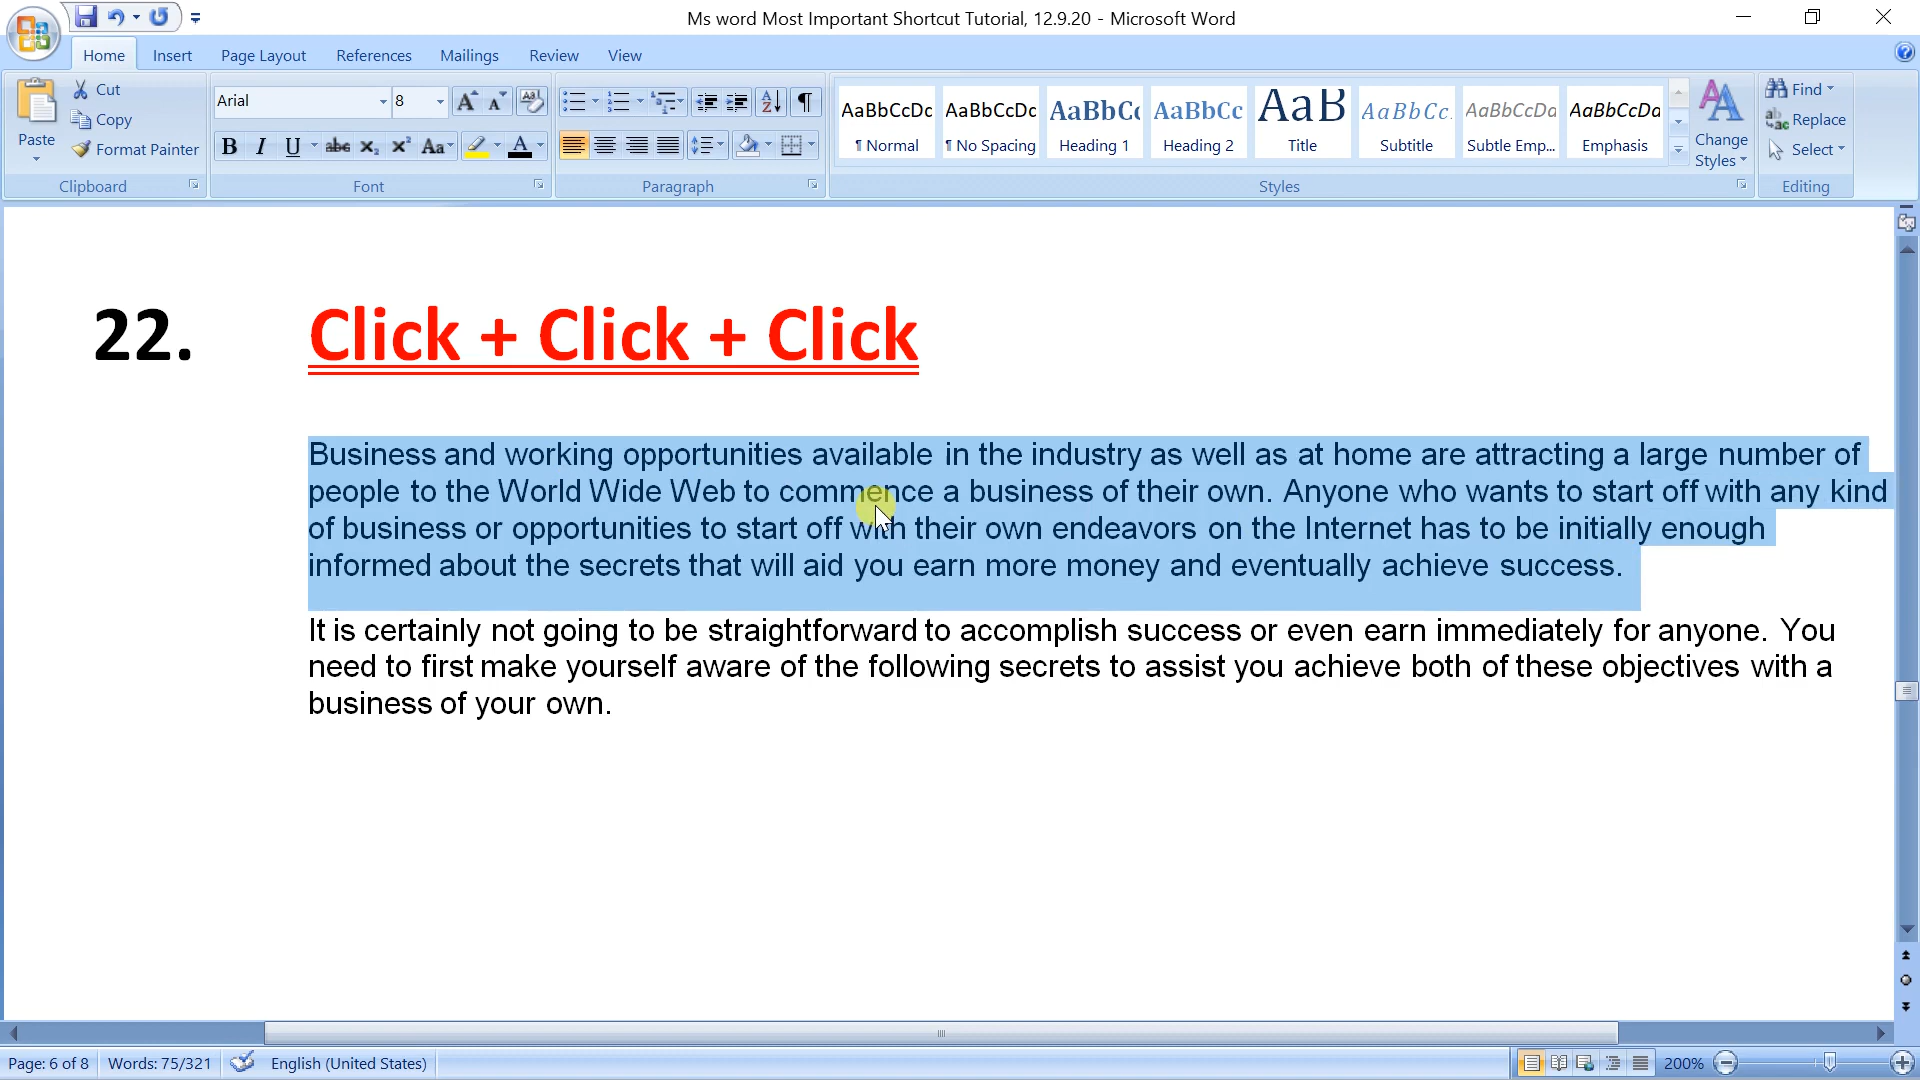 Ms word Most Important Shortcut Tutorial, 12.9.20 - Microsoft Word
Home Insert Page Layout References Mailings Review View
Paste
Cut
Copy
Format Painter
Clipboard
Arial 8
B I U abc X₂ X² Aa A
Font
Paragraph
AaBbCcDc AaBbCcDc AaBbCc AaBbCc AaB AaBbCc. AaBbCcDc AaBbCcDc
¶ Normal ¶ No Spacing Heading 1 Heading 2 Title Subtitle Subtle Emp... Emphasis
Change Styles
Styles
Find
Replace
Select
Editing
22. Click + Click + Click
Business and working opportunities available in the industry as well as at home are attracting a large number of
people to the World Wide Web to commence a business of their own. Anyone who wants to start off with any kind
of business or opportunities to start off with their own endeavors on the Internet has to be initially enough
informed about the secrets that will aid you earn more money and eventually achieve success.
It is certainly not going to be straightforward to accomplish success or even earn immediately for anyone. You
need to first make yourself aware of the following secrets to assist you achieve both of these objectives with a
business of your own.
Page: 6 of 8 Words: 75/321 English (United States) 200%